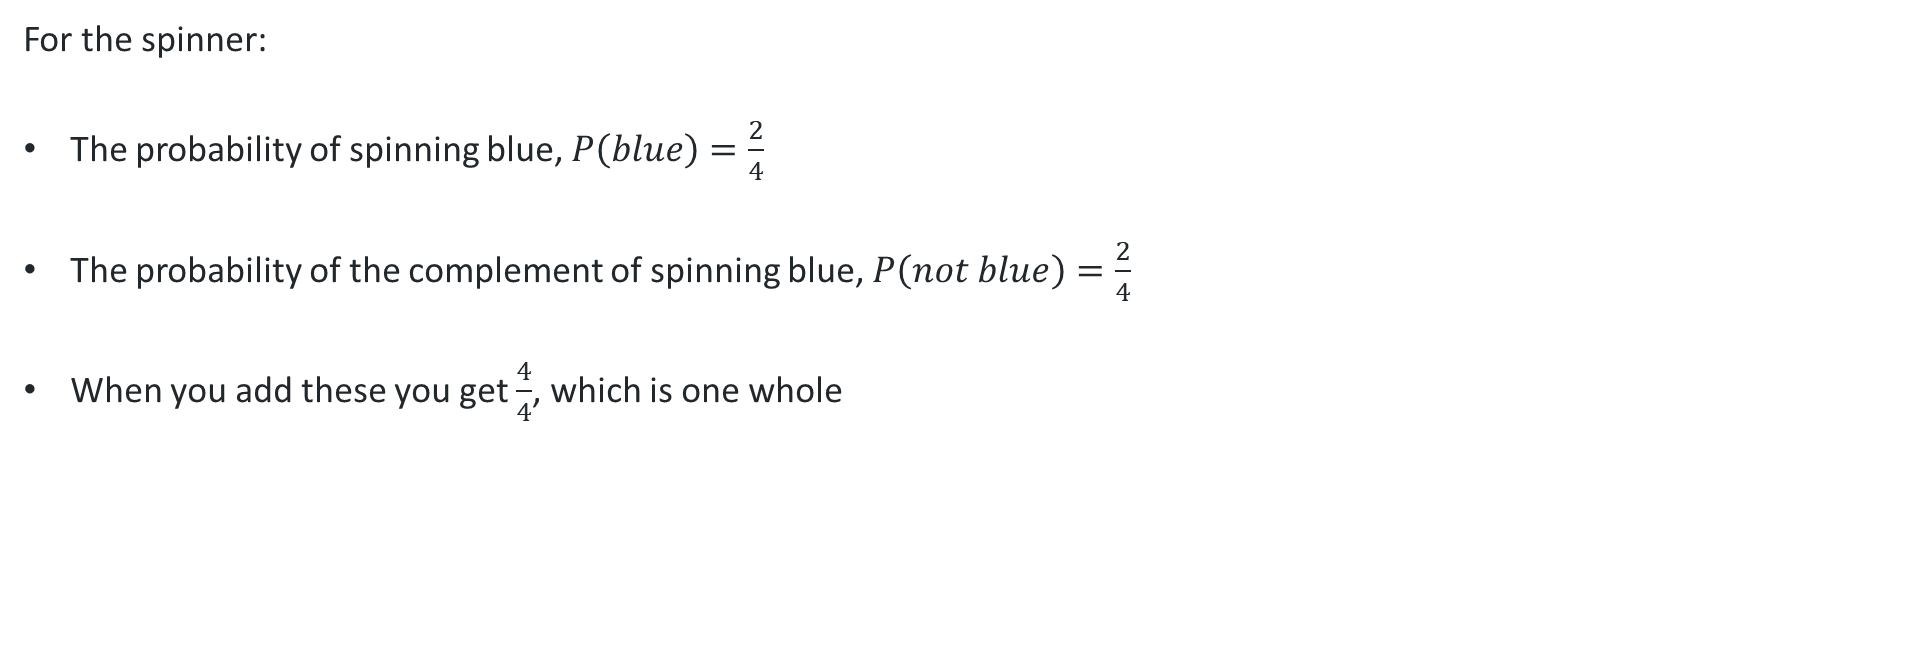 For the spinner:
• The probability of spinning blue, P(blue) = 2/4
• The probability of the complement of spinning blue, P(not blue) = 2/4
• When you add these you get 4/4, which is one whole